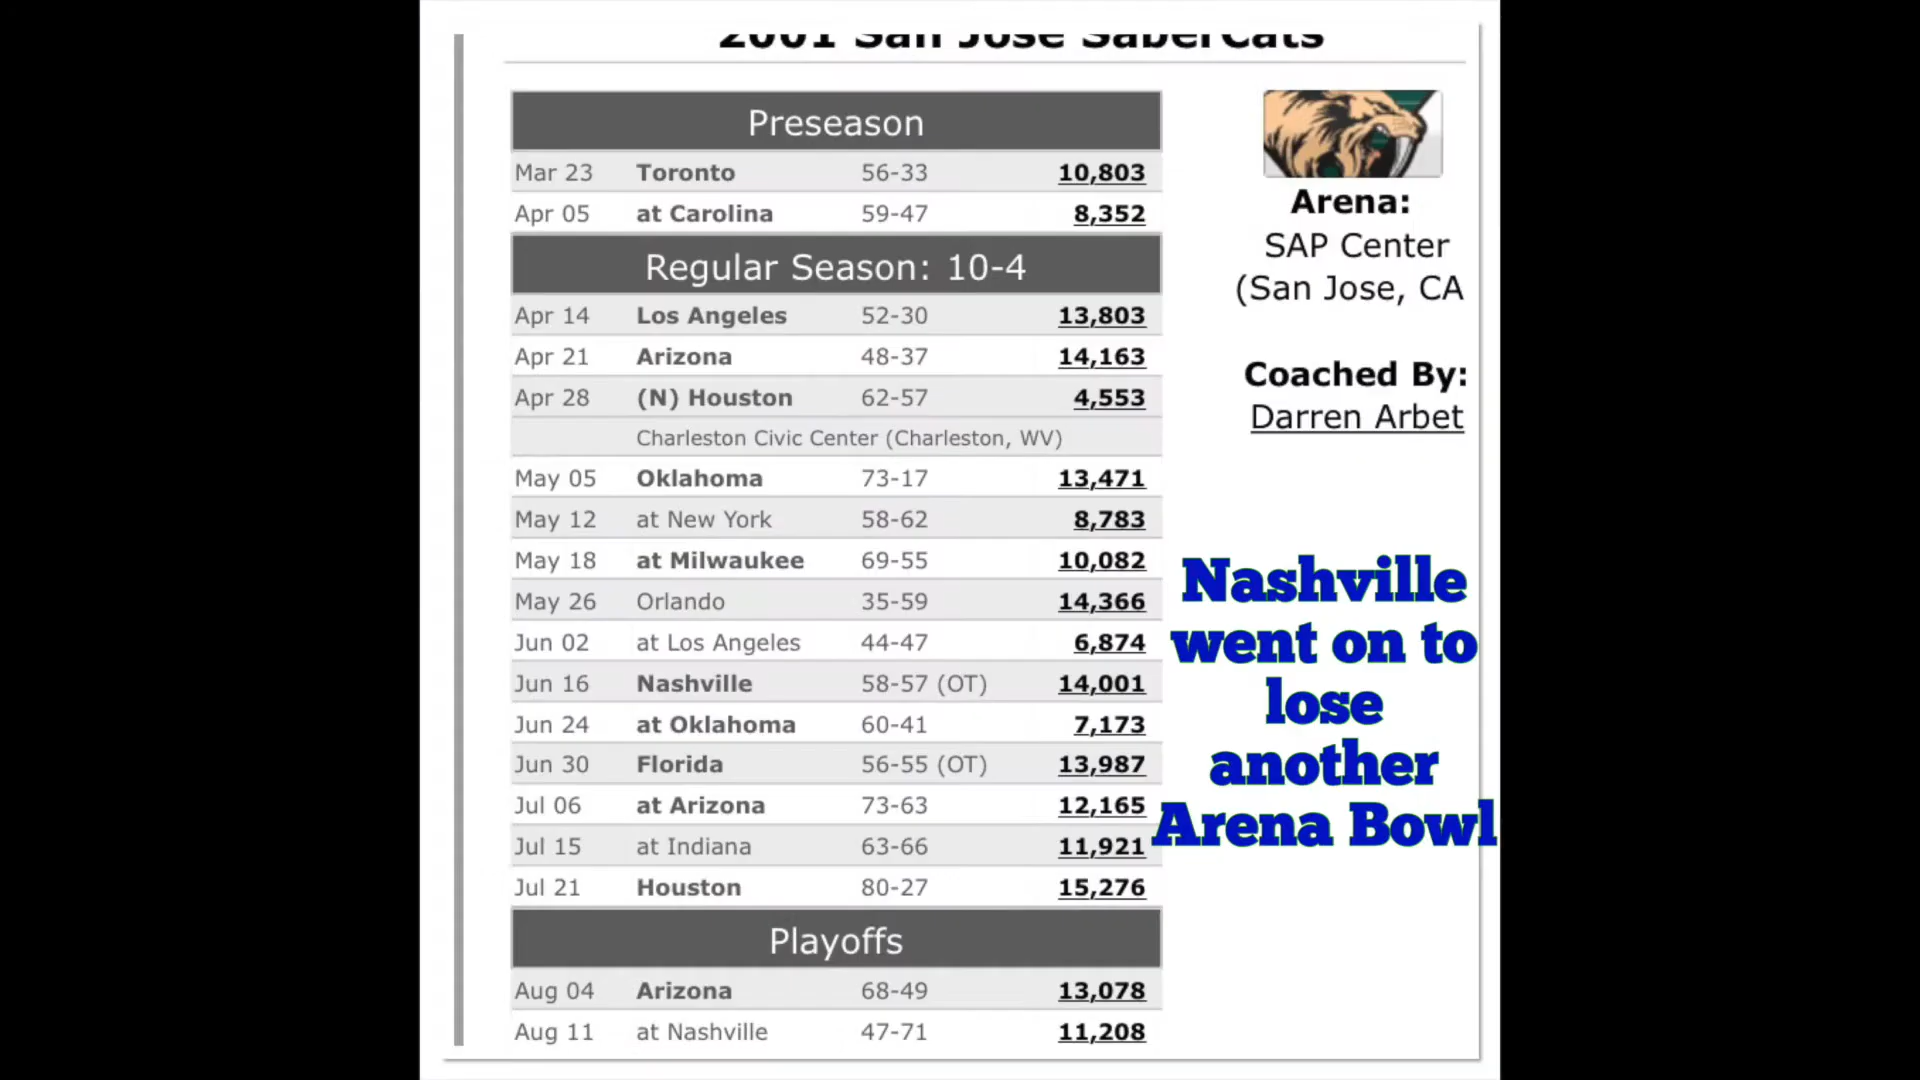 2001 San Jose SaberCats
Preseason
Mar 23 Toronto 56-33 10,803
Apr 05 at Carolina 59-47 8,352
Regular Season: 10-4
Apr 14 Los Angeles 52-30 13,803
Apr 21 Arizona 48-37 14,163
Apr 28 (N) Houston 62-57 4,553
Charleston Civic Center (Charleston, WV)
May 05 Oklahoma 73-17 13,471
May 12 at New York 58-62 8,783
May 18 at Milwaukee 69-55 10,082
May 26 Orlando 35-59 14,366
Jun 02 at Los Angeles 44-47 6,874
Jun 16 Nashville 58-57 (OT) 14,001
Jun 24 at Oklahoma 60-41 7,173
Jun 30 Florida 56-55 (OT) 13,987
Jul 06 at Arizona 73-63 12,165
Jul 15 at Indiana 63-66 11,921
Jul 21 Houston 80-27 15,276
Playoffs
Aug 04 Arizona 68-49 13,078
Aug 11 at Nashville 47-71 11,208
Arena:
SAP Center
(San Jose, CA
Coached By:
Darren Arbet
Nashville
went on to
lose
another
Arena Bowl